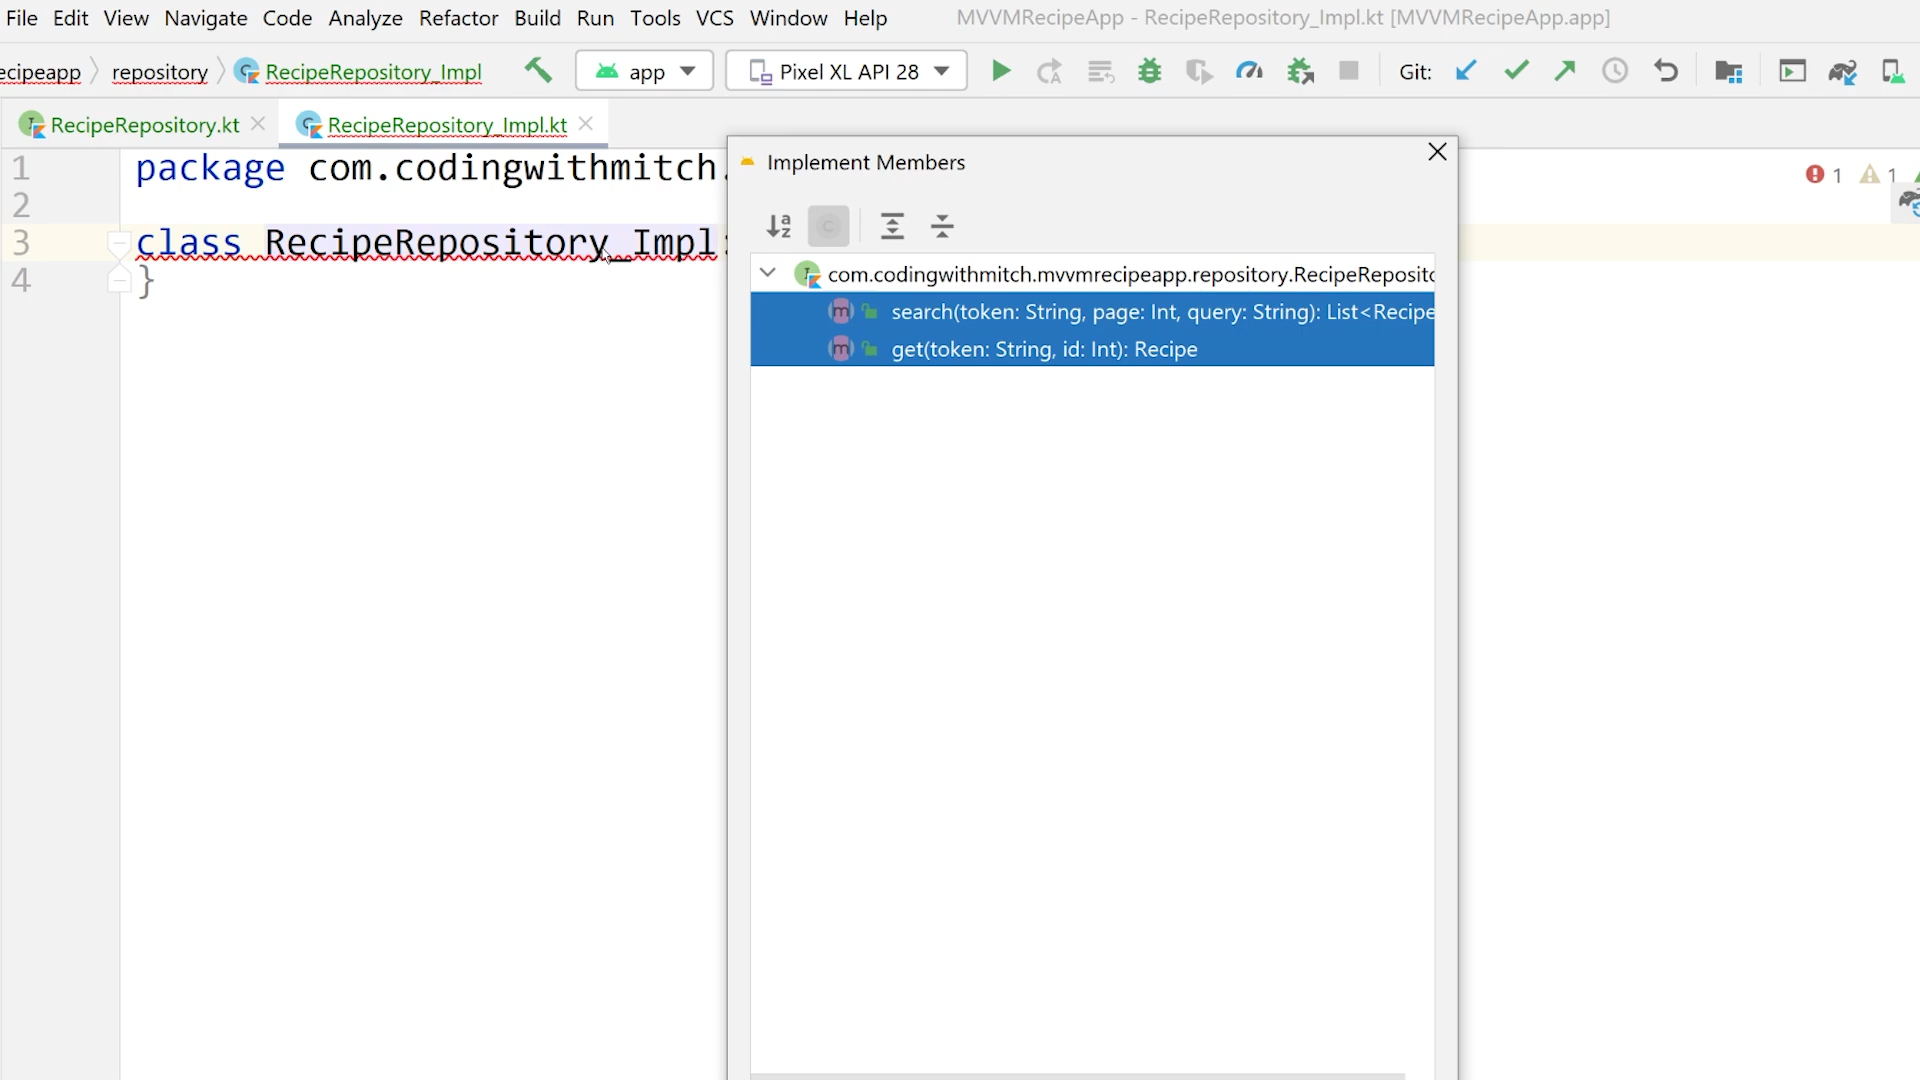 File Edit View Navigate Code Analyze Refactor Build Run Tools VCS Window Help MVVMRecipeApp - RecipeRepository_Impl.kt [MVVMRecipeApp.app]
ecipeapp repository RecipeRepository_Impl app Pixel XL API 28 Git:
RecipeRepository.kt RecipeRepository_Impl.kt
Implement Members
1 package com.codingwithmitch.
1 1
2
3 class RecipeRepository_Impl:
4 }
com.codingwithmitch.mvvmrecipeapp.repository.RecipeReposito
search(token: String, page: Int, query: String): List<Recipe
get(token: String, id: Int): Recipe